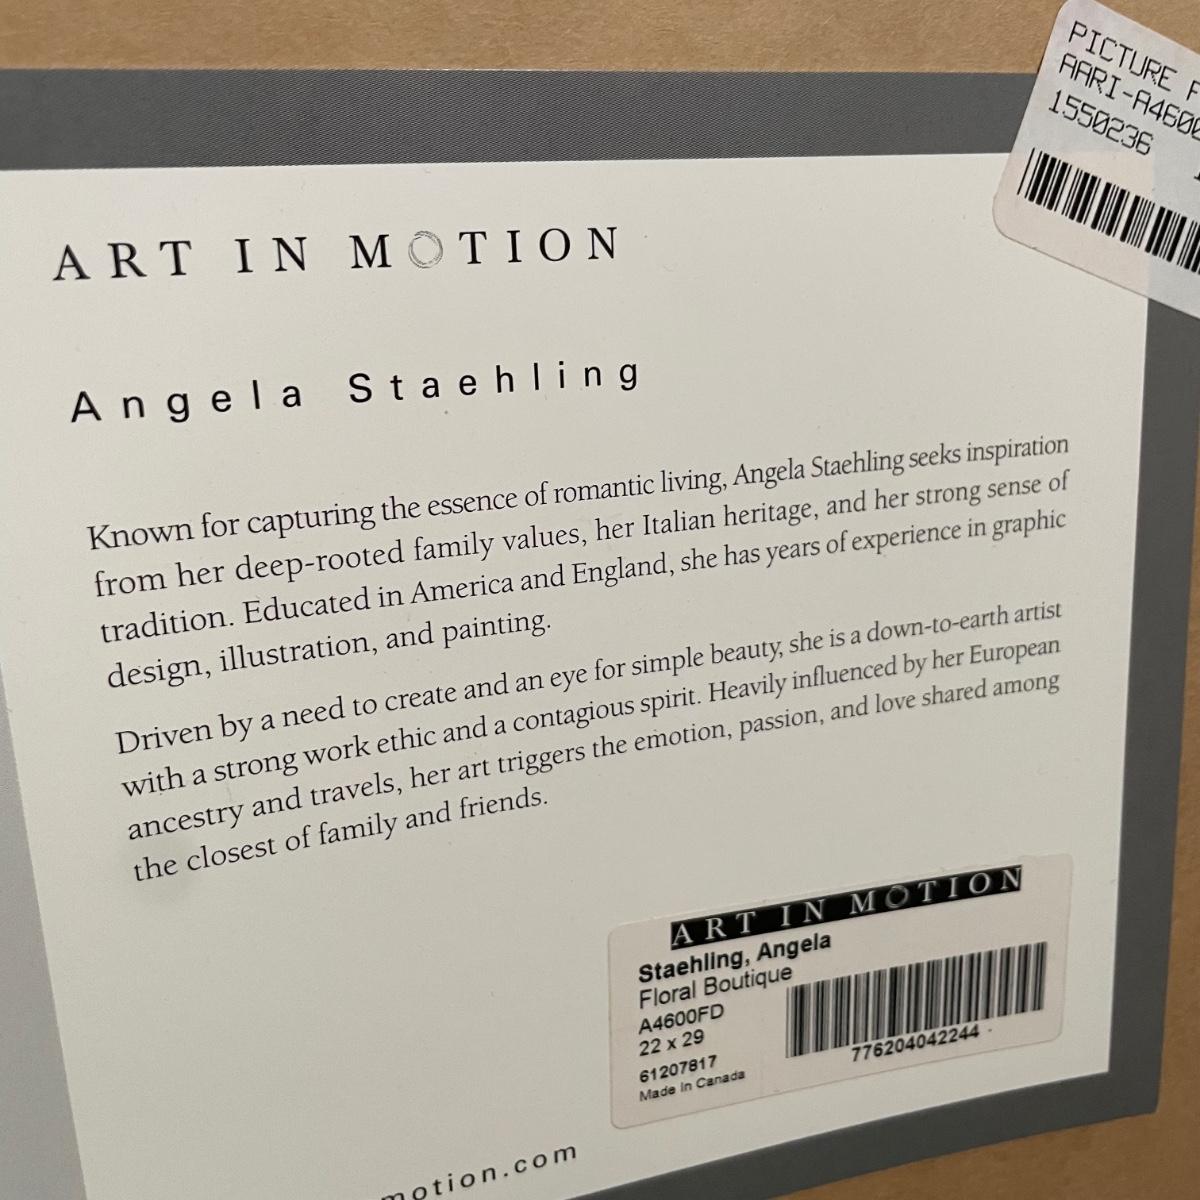 PICTURE
AARI-A4600
1550236
ART IN MOTION
Angela Staehling
Known for capturing the essence of romantic living, Angela Staehling seeks inspiration
from her deep-rooted family values, her Italian heritage, and her strong sense of
tradition. Educated in America and England, she has years of experience in graphic
design, illustration, and painting.
Driven by a need to create and an eye for simple beauty, she is a down-to-earth artist
with a strong work ethic and a contagious spirit. Heavily influenced by her European
ancestry and travels, her art triggers the emotion, passion, and love shared among
the closest of family and friends.
ART IN MOTION
Staehling, Angela
Floral Boutique
A4600FD
22 x 29
61207817
Made in Canada
776204042244
motion.com